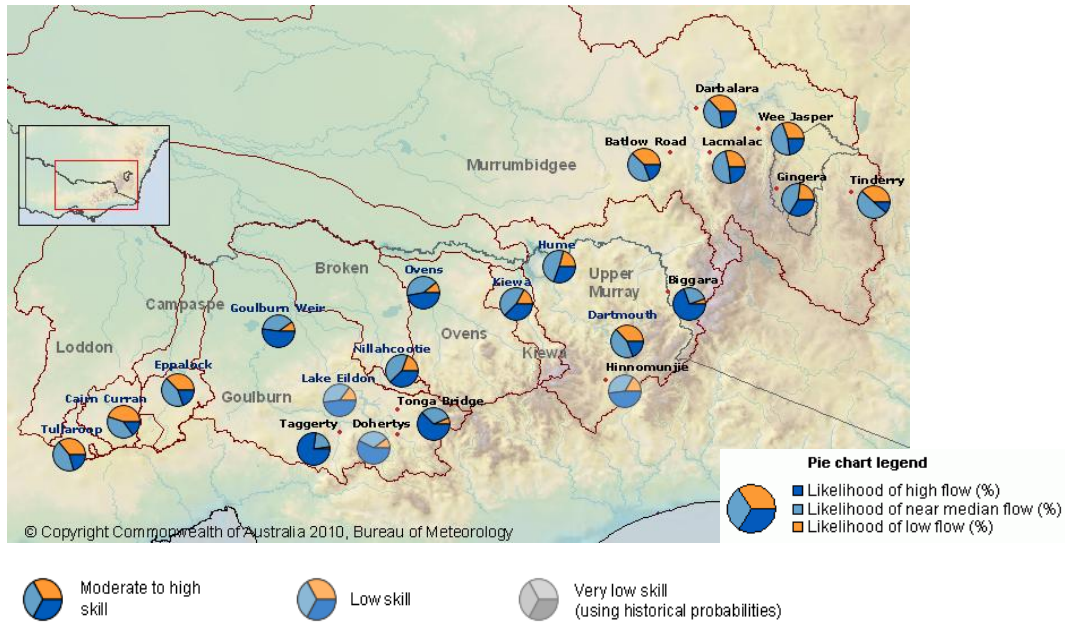 Darbalara
Wee Jasper
Batlow Road
Lacmalac
Murrumbidgee
Gingera
Tinderry
Hume
Broken
Ovens
Upper
Murray
Kiewa
Biggara
Campaspe
Goulburn Weir
Dartmouth
Ovens
Loddon
Nillahcootie
Kiewa
Eppalock
Hinnomunjie
Lake Eildon
Cairn Curran
Goulburn
Tonga Bridge
Taggerty
Dohertys
Tullaroop
Pie chart legend
Likelihood of high flow (%)
Likelihood of near median flow (%)
Likelihood of low flow (%)
© Copyright Commonwealth of Australia 2010, Bureau of Meteorology
Moderate to high
skill
Low skill
Very low skill
(using historical probabilities)